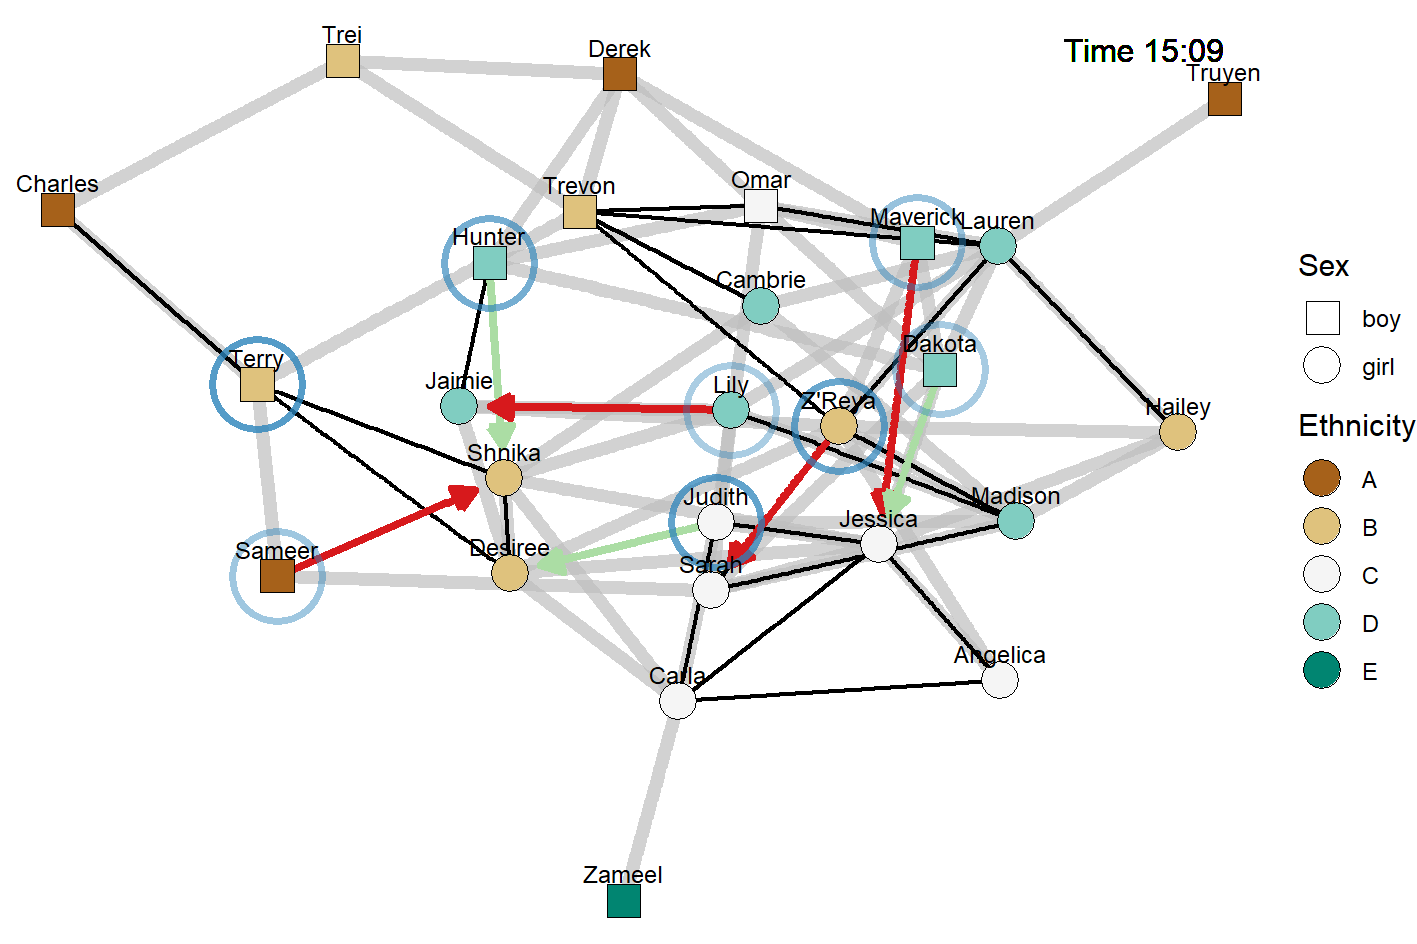 Trei
Derek
Time 15:09
Truyen
Charles
Trevon
Omar
Maverick
Lauren
Hunter
Cambrie
Sex
boy
girl
Terry
Jaimie
Lily
Z'Reya
Dakota
Hailey
Ethnicity
A
B
C
D
E
Shnika
Judith
Jessica
Madison
Sameer
Desiree
Sarah
Carla
Angelica
Zameel